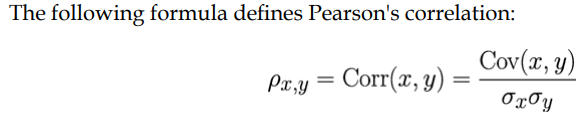 The following formula defines Pearson's correlation:
ρx,y = Corr(x, y) = Cov(x, y) / σxσy